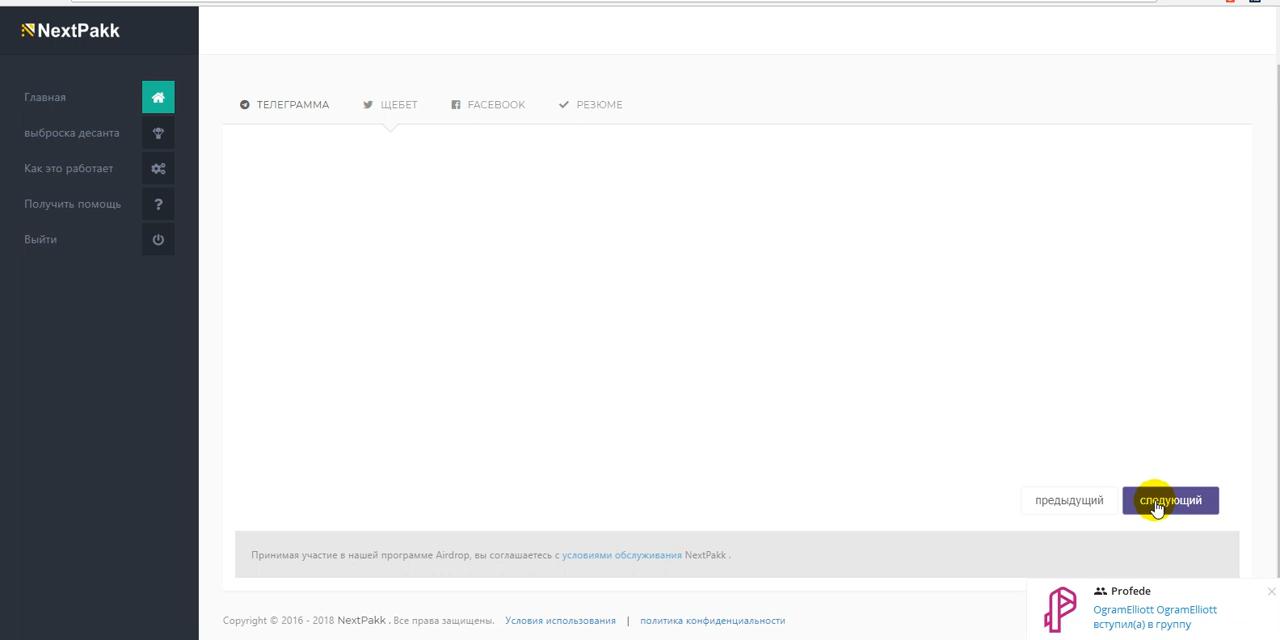 NextPakk
Главная
выброска десанта
Как это работает
Получить помощь
Выйти
ТЕЛЕГРАММА ЩЕБЕТ FACEBOOK РЕЗЮМЕ
предыдущий следующий
Принимая участие в нашей программе Airdrop, вы соглашаетесь с условиями обслуживания NextPakk .
Copyright © 2016 - 2018 NextPakk . Все права защищены. Условия использования | политика конфиденциальности
Profede
OgramElliott OgramElliott
вступил(а) в группу